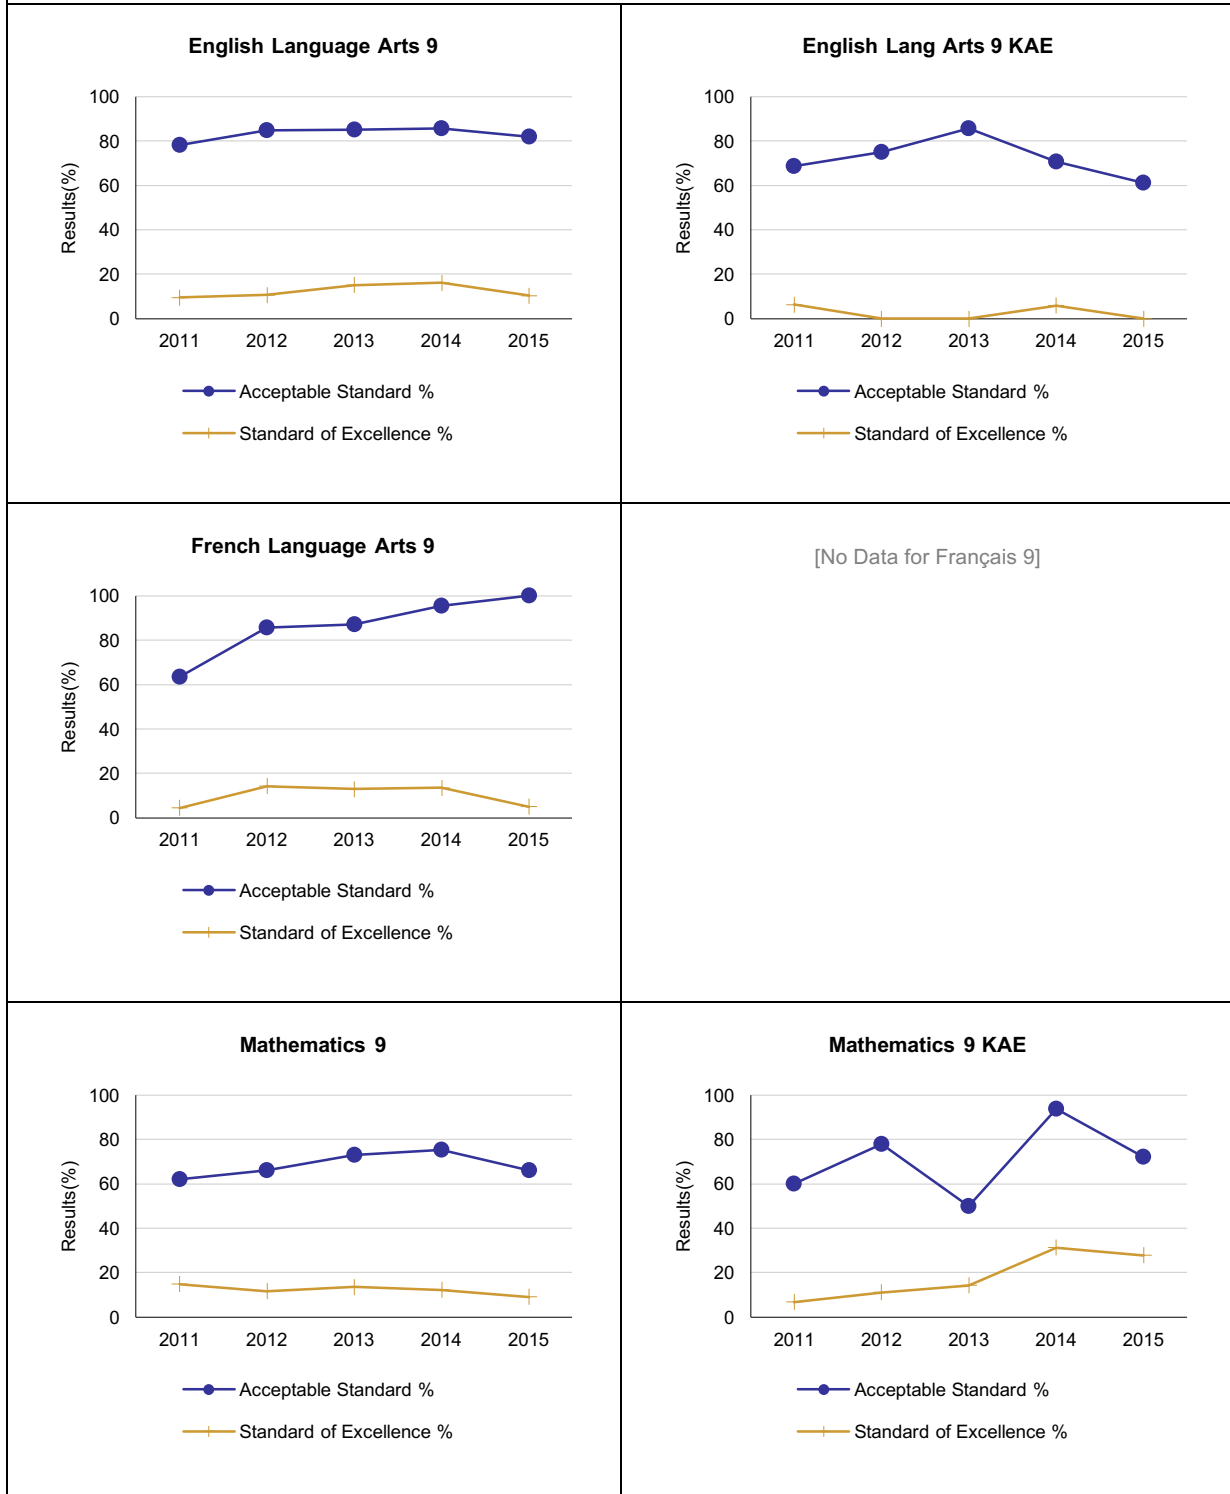 English Language Arts 9
100
80
60
40
20
0
Results(%)
2011 2012 2013 2014 2015
Acceptable Standard %
Standard of Excellence %
English Lang Arts 9 KAE
100
80
60
40
20
0
Results(%)
2011 2012 2013 2014 2015
Acceptable Standard %
Standard of Excellence %
French Language Arts 9
100
80
60
40
20
0
Results(%)
2011 2012 2013 2014 2015
Acceptable Standard %
Standard of Excellence %
[No Data for Français 9]
Mathematics 9
100
80
60
40
20
0
Results(%)
2011 2012 2013 2014 2015
Acceptable Standard %
Standard of Excellence %
Mathematics 9 KAE
100
80
60
40
20
0
Results(%)
2011 2012 2013 2014 2015
Acceptable Standard %
Standard of Excellence %